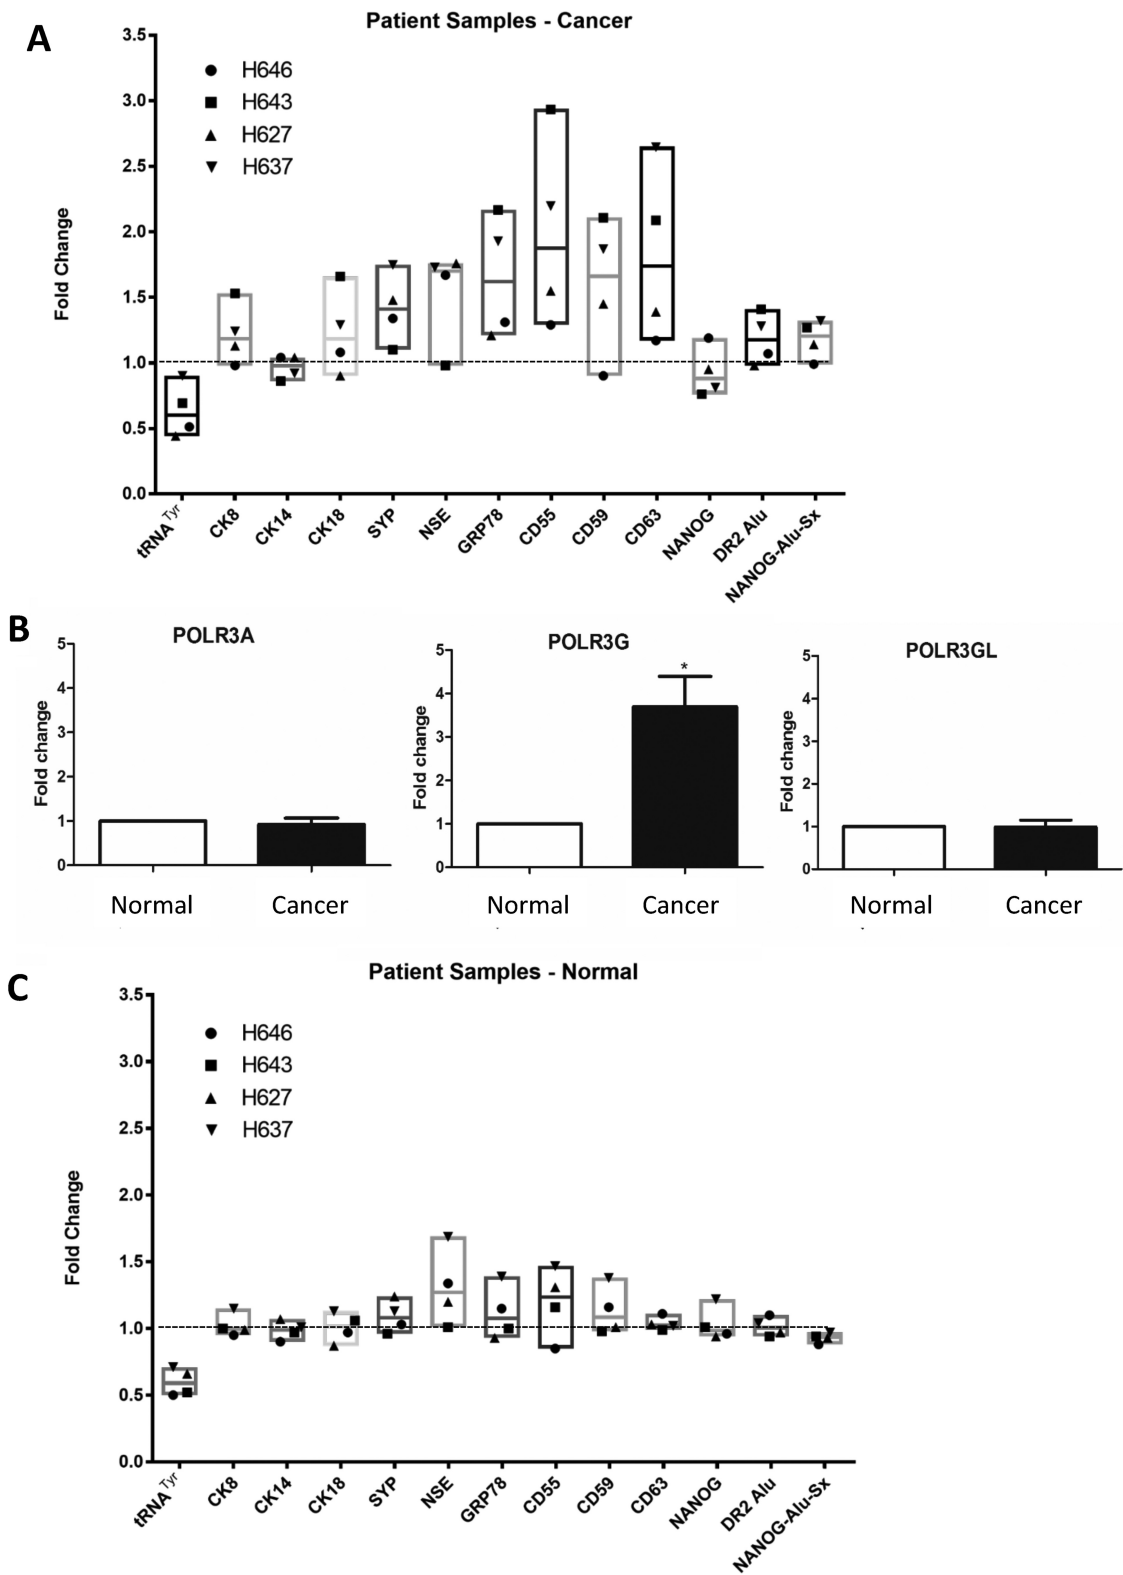 A
Patient Samples - Cancer
Fold Change
3.5
3.0
2.5
2.0
1.5
1.0
0.5
0.0
H646
H643
H627
H637
tRNA Tyr
CK8
CK14
CK18
SYP
NSE
GRP78
CD55
CD59
CD63
NANOG
DR2 Alu
NANOG-Alu-Sx
B
POLR3A
Fold change
5
4
3
2
1
0
Normal
Cancer
POLR3G
Fold change
5
4
3
2
1
0
*
Normal
Cancer
POLR3GL
Fold change
5
4
3
2
1
0
Normal
Cancer
C
Patient Samples - Normal
Fold Change
3.5
3.0
2.5
2.0
1.5
1.0
0.5
0.0
H646
H643
H627
H637
tRNA Tyr
CK8
CK14
CK18
SYP
NSE
GRP78
CD55
CD59
CD63
NANOG
DR2 Alu
NANOG-Alu-Sx